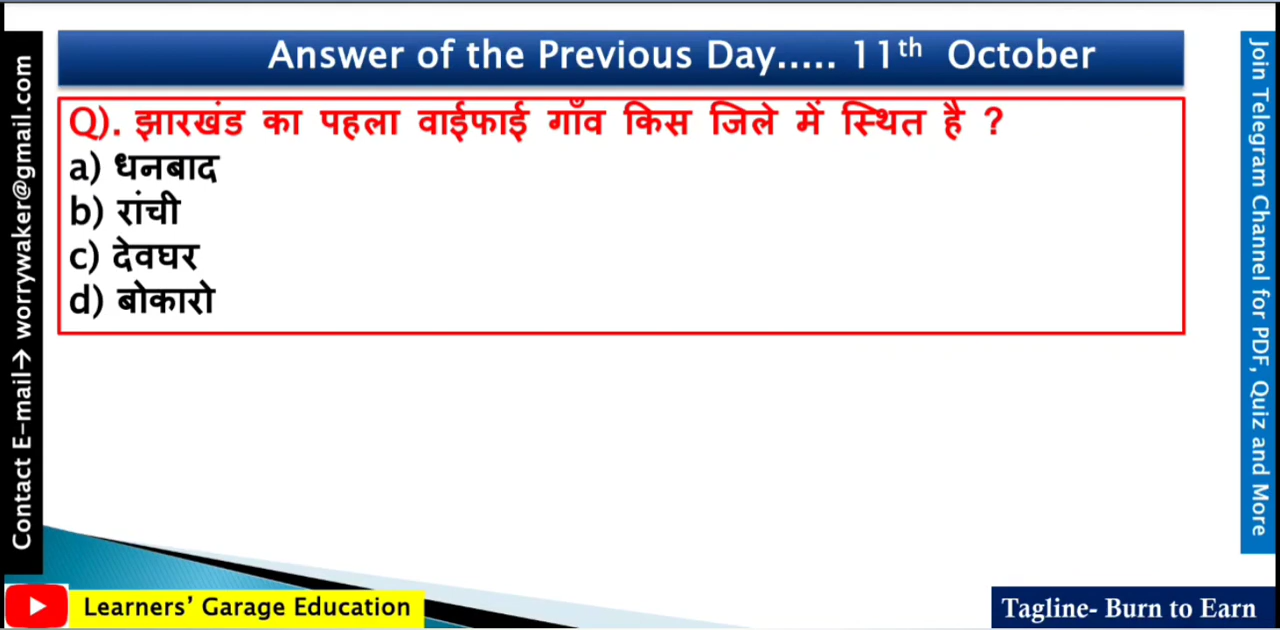 Answer of the Previous Day..... 11th October
Q). झारखंड का पहला वाईफाई गाँव किस जिले में स्थित है ?
a) धनबाद
b) रांची
c) देवघर
d) बोकारो
Contact E-mail→ worrywaker@gmail.com
Join Telegram Channel for PDF, Quiz and More
Learners’ Garage Education
Tagline- Burn to Earn